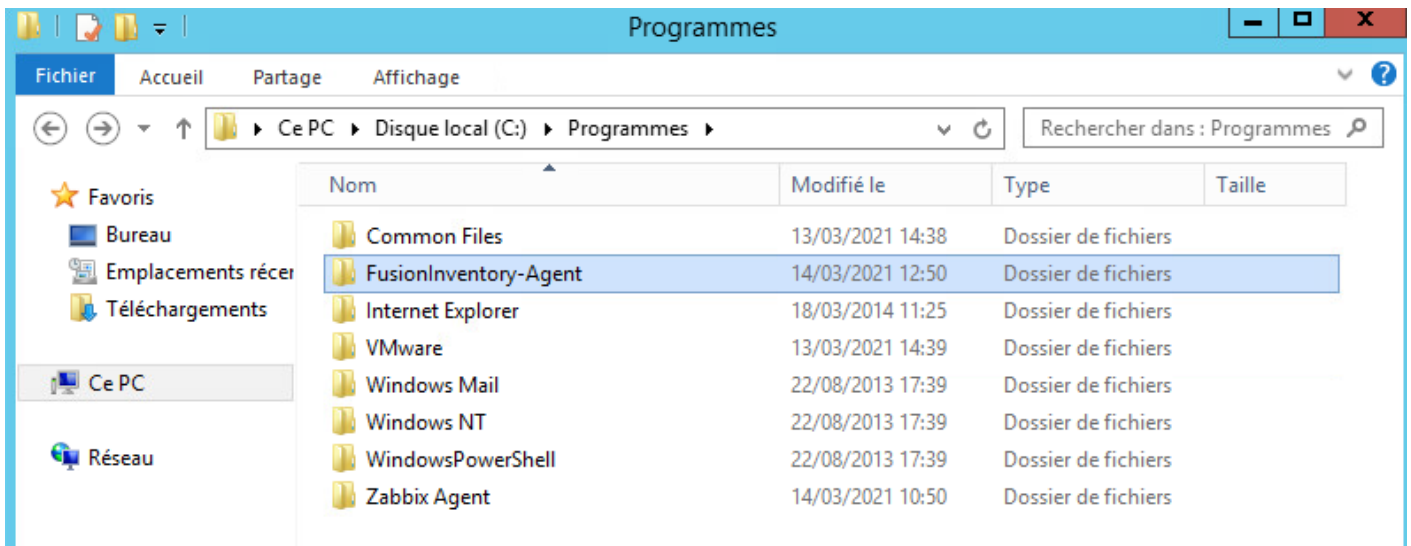 Programmes
Fichier Accueil Partage Affichage
Ce PC Disque local (C:) Programmes Rechercher dans : Programmes
Nom Modifié le Type Taille
Favoris
Bureau
Emplacements récer
Téléchargements
Ce PC
Réseau
Common Files 13/03/2021 14:38 Dossier de fichiers
FusionInventory-Agent 14/03/2021 12:50 Dossier de fichiers
Internet Explorer 18/03/2014 11:25 Dossier de fichiers
VMware 13/03/2021 14:39 Dossier de fichiers
Windows Mail 22/08/2013 17:39 Dossier de fichiers
Windows NT 22/08/2013 17:39 Dossier de fichiers
WindowsPowerShell 22/08/2013 17:39 Dossier de fichiers
Zabbix Agent 14/03/2021 10:50 Dossier de fichiers